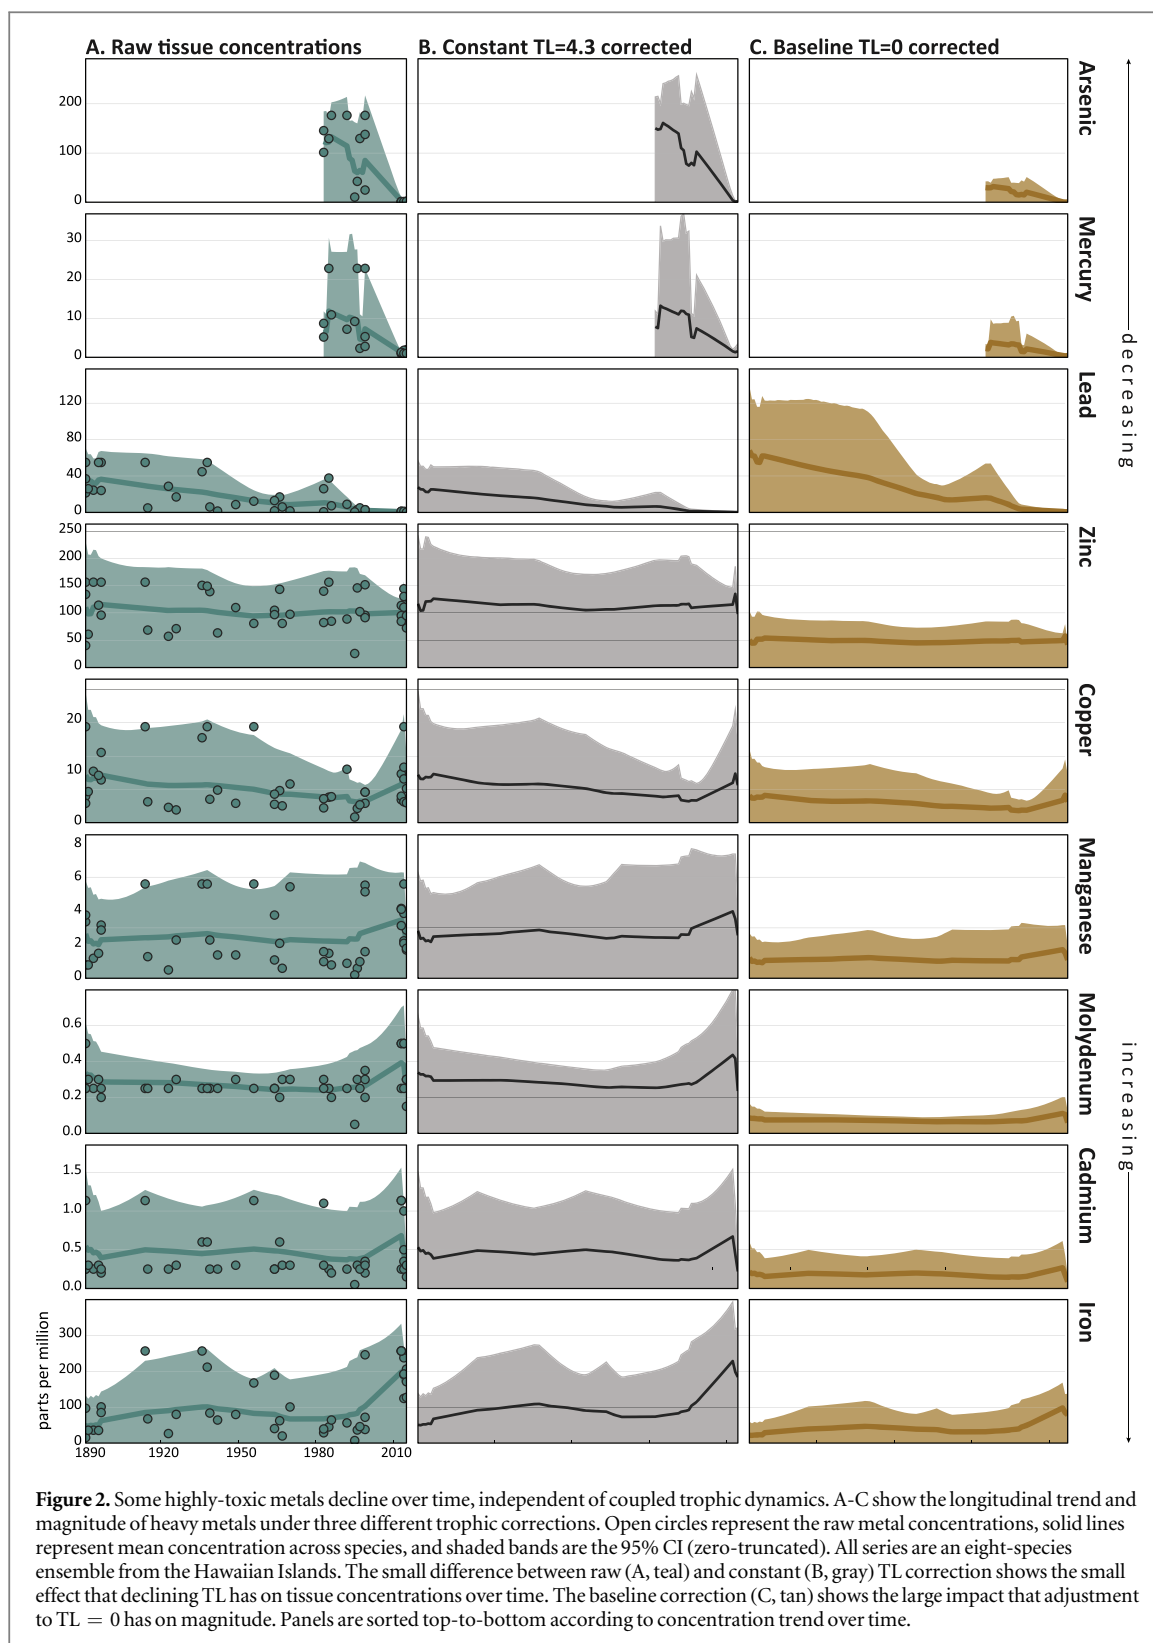 A. Raw tissue concentrations
B. Constant TL=4.3 corrected
C. Baseline TL=0 corrected
200
100
0
Arsenic
30
20
10
0
Mercury
120
80
40
0
Lead
250
200
150
100
50
0
Zinc
20
10
0
Copper
8
6
4
2
0
Manganese
0.6
0.4
0.2
0.0
Molydenum
1.5
1.0
0.5
0.0
Cadmium
300
200
100
0
Iron
parts per million
1890
1920
1950
1980
2010
decreasing
increasing
Figure 2. Some highly-toxic metals decline over time, independent of coupled trophic dynamics. A-C show the longitudinal trend and
magnitude of heavy metals under three different trophic corrections. Open circles represent the raw metal concentrations, solid lines
represent mean concentration across species, and shaded bands are the 95% CI (zero-truncated). All series are an eight-species
ensemble from the Hawaiian Islands. The small difference between raw (A, teal) and constant (B, gray) TL correction shows the small
effect that declining TL has on tissue concentrations over time. The baseline correction (C, tan) shows the large impact that adjustment
to TL = 0 has on magnitude. Panels are sorted top-to-bottom according to concentration trend over time.